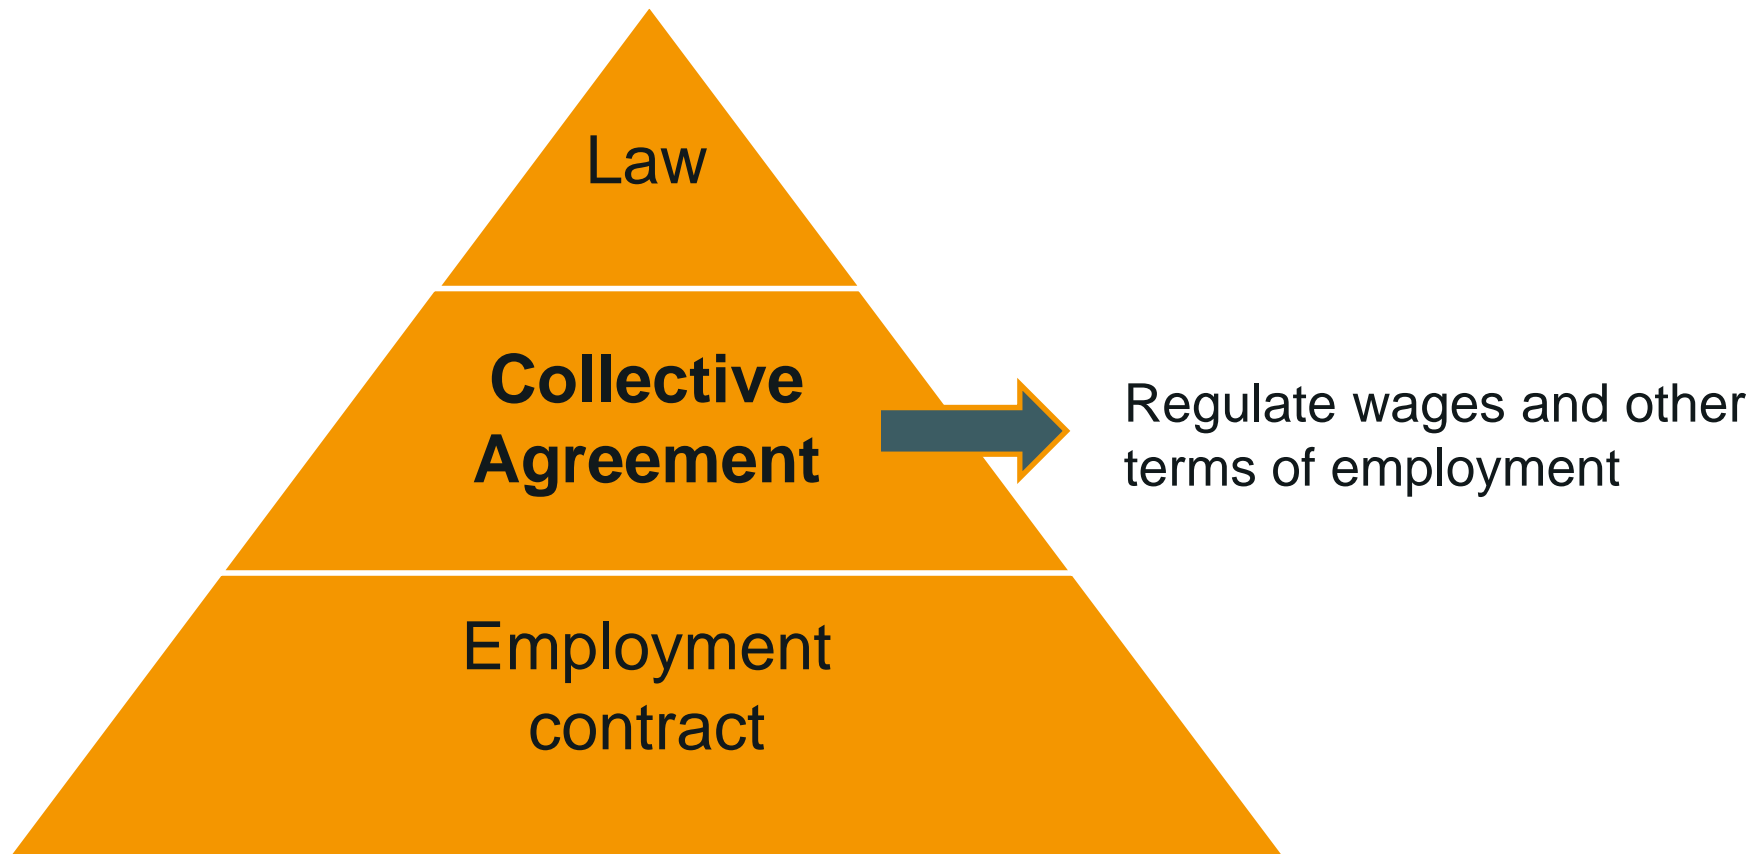 Law
Collective
Agreement
Regulate wages and other
terms of employment
Employment
contract